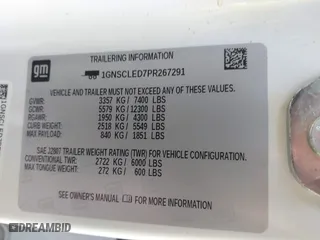 gm
TRAILERING INFORMATION
1GNSCLED7PR267291
VEHICLE AND TRAILER MUST NOT EXCEED ANY OF THESE RATINGS
GVWR: 3357 KG / 7400 LBS
GCWR: 5579 KG / 12300 LBS
RGAWR: 1950 KG / 4300 LBS
CURB WEIGHT: 2518 KG / 5549 LBS
MAX PAYLOAD: 840 KG / 1851 LBS
SAE J2807 TRAILER WEIGHT RATING (TWR) FOR VEHICLE CONFIGURATION.
CONVENTIONAL TWR: 2722 KG / 6000 LBS
MAX TONGUE WEIGHT: 272 KG / 600 LBS
SEE OWNER'S MANUAL FOR
DREAMBID